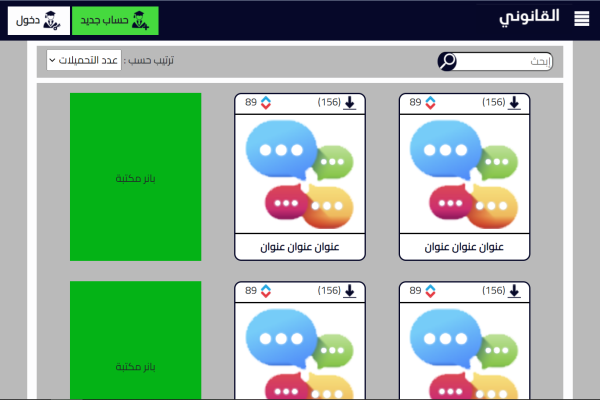 القانوني
حساب جديد
دخول
إبحث
ترتيب حسب :
عدد التحميلات
(156)
89
(156)
89
بانر مكتبة
عنوان عنوان عنوان
عنوان عنوان عنوان
(156)
89
(156)
89
بانر مكتبة